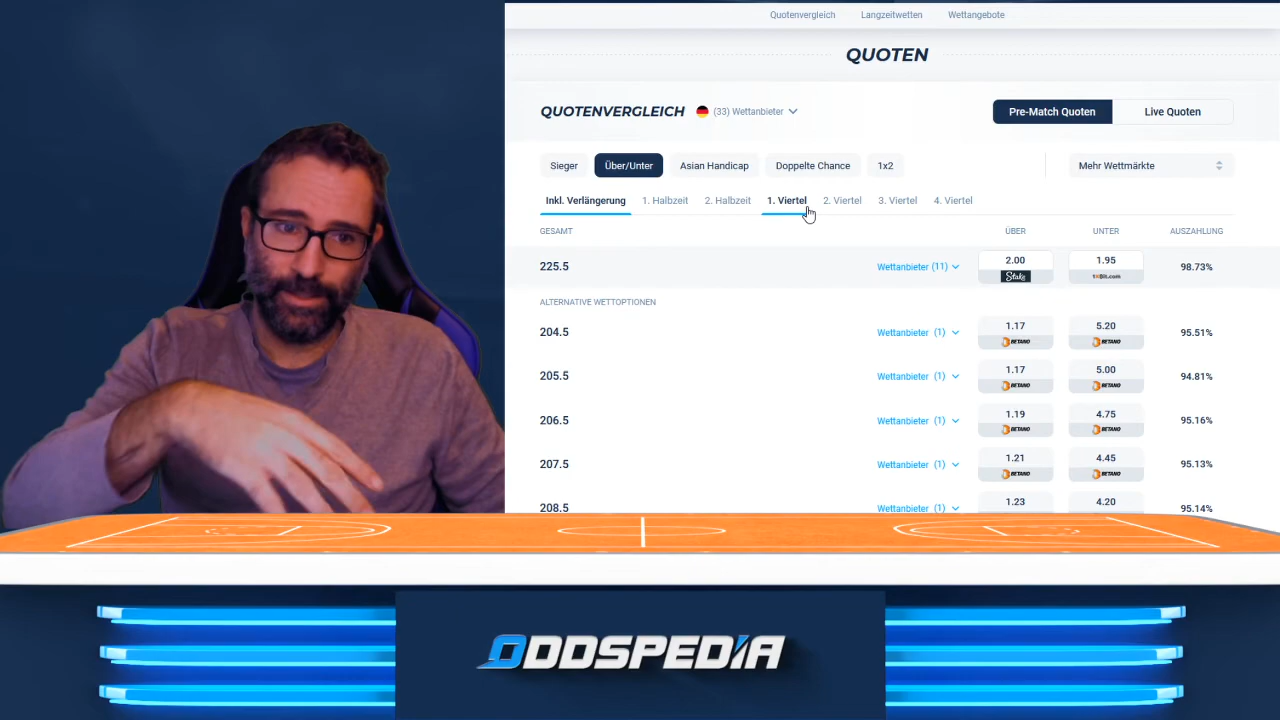 Quotenvergleich Langzeitwetten Wettangebote
QUOTEN
QUOTENVERGLEICH (33) Wettanbieter Pre-Match Quoten Live Quoten
Sieger Über/Unter Asian Handicap Doppelte Chance 1x2 Mehr Wettmärkte
Inkl. Verlängerung 1. Halbzeit 2. Halbzeit 1. Viertel 2. Viertel 3. Viertel 4. Viertel
GESAMT ÜBER UNTER AUSZAHLUNG
225.5 Wettanbieter (11) 2.00 1.95 98.73%
Stake 1XBit.com
ALTERNATIVE WETTOPTIONEN
204.5 Wettanbieter (1) 1.17 5.20 95.51%
BETANO BETANO
205.5 Wettanbieter (1) 1.17 5.00 94.81%
BETANO BETANO
206.5 Wettanbieter (1) 1.19 4.75 95.16%
BETANO BETANO
207.5 Wettanbieter (1) 1.21 4.45 95.13%
BETANO BETANO
208.5 Wettanbieter (1) 1.23 4.20 95.14%
ODDSPEDIA